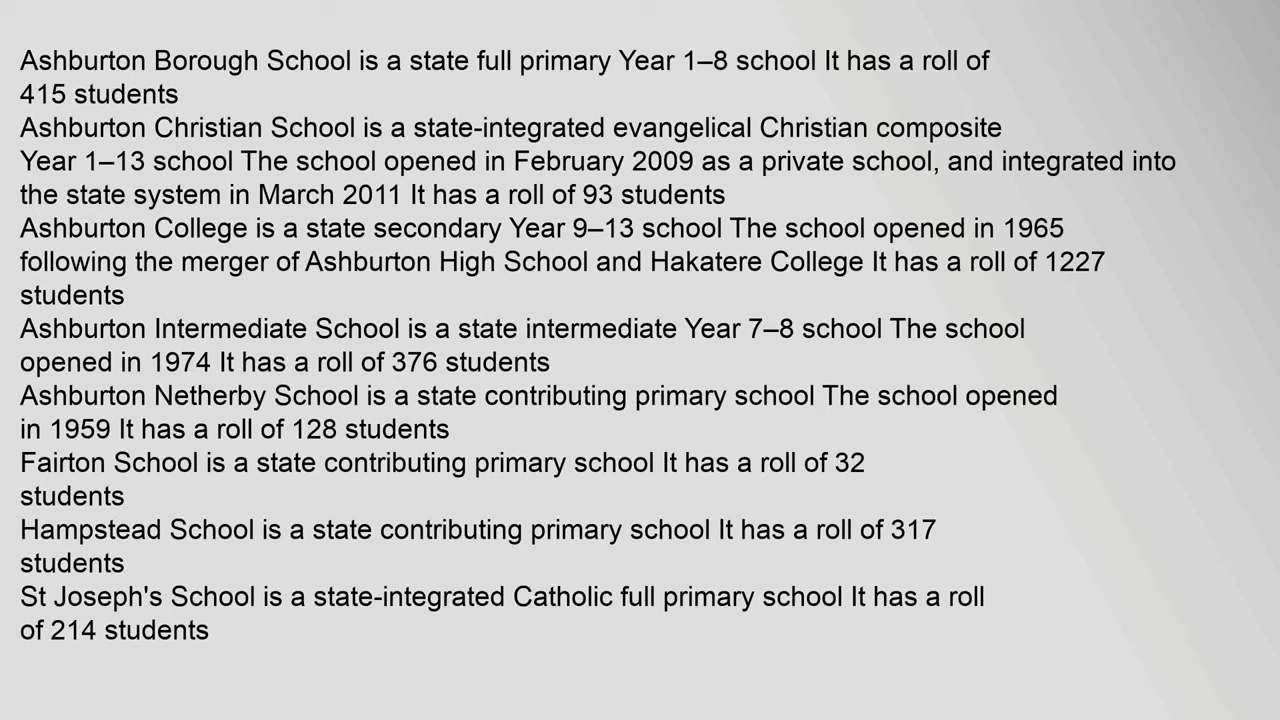 Ashburton Borough School is a state full primary Year 1–8 school It has a roll of
415 students
Ashburton Christian School is a state-integrated evangelical Christian composite
Year 1–13 school The school opened in February 2009 as a private school, and integrated into
the state system in March 2011 It has a roll of 93 students
Ashburton College is a state secondary Year 9–13 school The school opened in 1965
following the merger of Ashburton High School and Hakatere College It has a roll of 1227
students
Ashburton Intermediate School is a state intermediate Year 7–8 school The school
opened in 1974 It has a roll of 376 students
Ashburton Netherby School is a state contributing primary school The school opened
in 1959 It has a roll of 128 students
Fairton School is a state contributing primary school It has a roll of 32
students
Hampstead School is a state contributing primary school It has a roll of 317
students
St Joseph's School is a state-integrated Catholic full primary school It has a roll
of 214 students